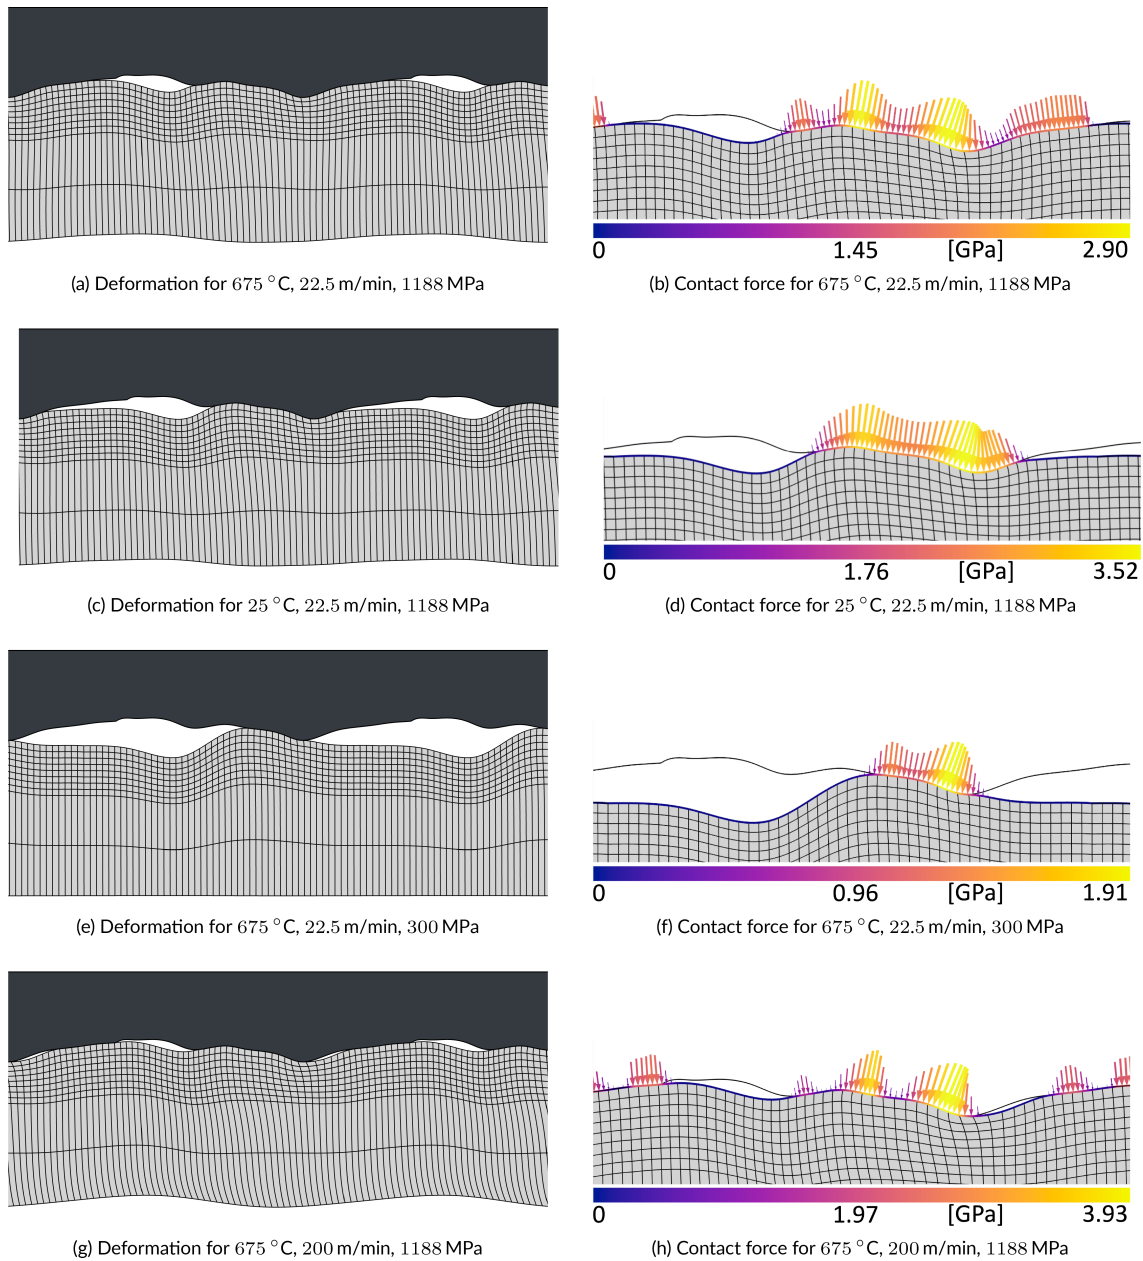 0 1.45 [GPa] 2.90
(a) Deformation for 675 °C, 22.5 m/min, 1188 MPa
(b) Contact force for 675 °C, 22.5 m/min, 1188 MPa
0 1.76 [GPa] 3.52
(c) Deformation for 25 °C, 22.5 m/min, 1188 MPa
(d) Contact force for 25 °C, 22.5 m/min, 1188 MPa
0 0.96 [GPa] 1.91
(e) Deformation for 675 °C, 22.5 m/min, 300 MPa
(f) Contact force for 675 °C, 22.5 m/min, 300 MPa
0 1.97 [GPa] 3.93
(g) Deformation for 675 °C, 200 m/min, 1188 MPa
(h) Contact force for 675 °C, 200 m/min, 1188 MPa